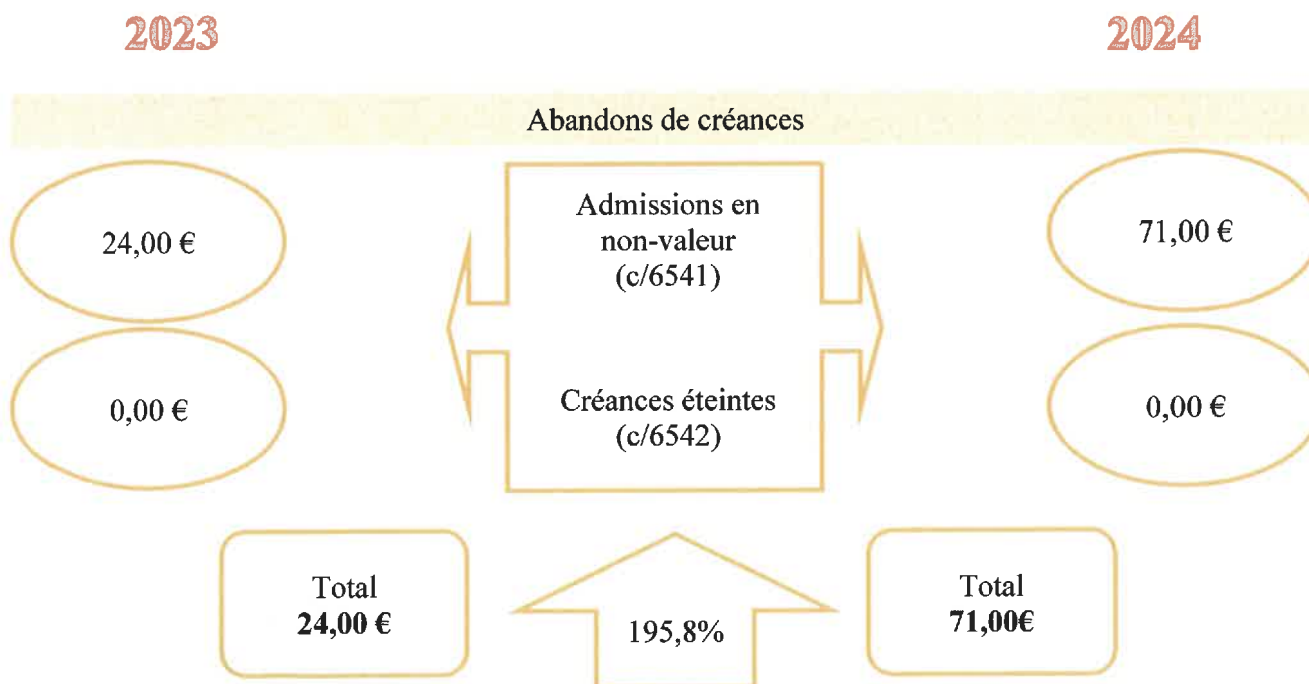 2023
2024
Abandons de créances
24,00 €
Admissions en
non-valeur
(c/6541)
71,00 €
0,00 €
Créances éteintes
(c/6542)
0,00 €
Total
24,00 €
195,8%
Total
71,00€